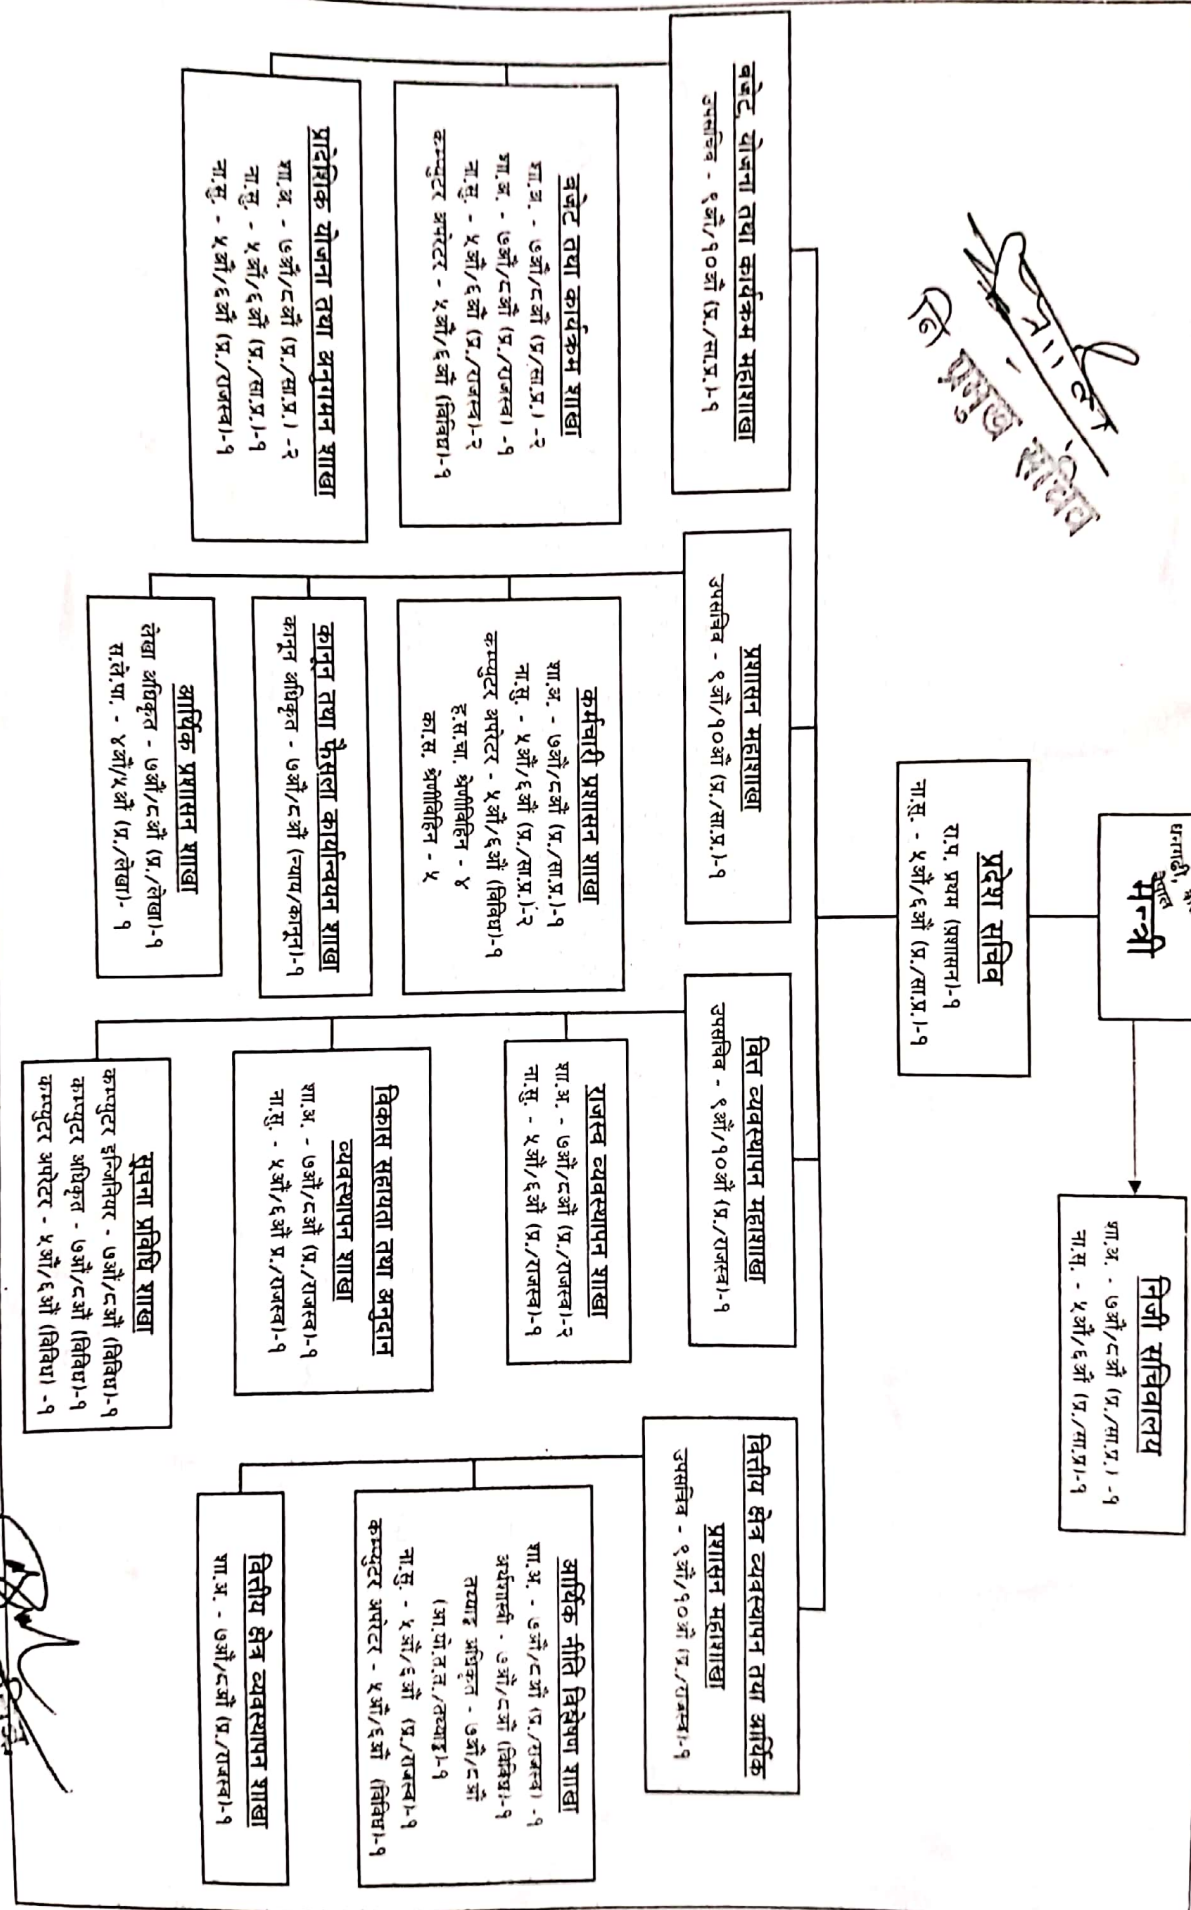 मन्त्री
निजी सचिवालय
शा.अ. - ७औं/८औं (प्र./सा.प्र.) -१
ना.सु. - ५औं/६औं (प्र./सा.प्र)-१
प्रदेश सचिव
रा.प. प्रथम (प्रशासन)-१
ना.सु. - ५औं/६औं (प्र./सा.प्र.)-१
प्रमुख सचिव
बजेट, योजना तथा कार्यक्रम महाशाखा
उपसचिव - ९औं/१०औं (प्र./सा.प्र.)-१
बजेट तथा कार्यक्रम शाखा
शा.अ. - ७औं/८औं (प्र/सा.प्र.) -२
शा.अ. - ७औं/८औं (प्र./राजस्व) -१
ना.सु. - ५औं/६औं (प्र./राजस्व)-२
कम्प्युटर अपरेटर - ५औं/६औं (विविध)-१
प्रादेशिक योजना तथा अनुगमन शाखा
शा.अ. - ७औं/८औं (प्र./सा.प्र.) -२
ना.सु. - ५औं/६औं (प्र./सा.प्र.)-१
ना.सु. - ५औं/६औं (प्र./राजस्व)-१
प्रशासन महाशाखा
उपसचिव - ९औं/१०औं (प्र./सा.प्र.)-१
कर्मचारी प्रशासन शाखा
शा.अ. - ७औं/८औं (प्र./सा.प्र.)-१
ना.सु. - ५औं/६औं (प्र./सा.प्र.)-२
कम्प्युटर अपरेटर - ५औं/६औं (विविध)-१
ह.स.चा. श्रेणीविहिन - ४
का.स. श्रेणीविहिन - ५
कानून तथा फैसला कार्यान्वयन शाखा
कानून अधिकृत - ७औं/८औं (न्याय/कानून)-१
आर्थिक प्रशासन शाखा
लेखा अधिकृत - ७औं/८औं (प्र./लेखा)-१
स.ले.पा. - ४औं/५औं (प्र./लेखा)- १
वित्त व्यवस्थापन महाशाखा
उपसचिव - ९औं/१०औं (प्र./राजस्व)-१
राजस्व व्यवस्थापन शाखा
शा.अ. - ७औं/८औं (प्र./राजस्व)-२
ना.सु. - ५औं/६औं (प्र./राजस्व)-१
विकास सहायता तथा अनुदान
व्यवस्थापन शाखा
शा.अ. - ७औं/८औं (प्र./राजस्व)-१
ना.सु. - ५औं/६औं प्र./राजस्व)-१
सूचना प्रविधि शाखा
कम्प्युटर इन्जिनियर - ७औं/८औं (विविध)-१
कम्प्युटर अधिकृत - ७औं/८औं (विविध)-१
कम्प्युटर अपरेटर - ५औं/६औं (विविध) -१
वित्तीय क्षेत्र व्यवस्थापन तथा आर्थिक
प्रशासन महाशाखा
उपसचिव - ९औं/१०औं (प्र./राजस्व)-१
आर्थिक नीति विश्लेषण शाखा
शा.अ. - ७औं/८औं (प्र./राजस्व) -१
अर्थशास्त्री - ७औं/८औं (विविध)-१
तथ्याङ्क अधिकृत - ७औं/८औं
(आ.यो.त.त./तथ्याङ्क)-१
ना.सु. - ५औं/६औं (प्र./राजस्व)-१
कम्प्युटर अपरेटर - ५औं/६औं (विविध)-१
वित्तीय क्षेत्र व्यवस्थापन शाखा
शा.अ. - ७औं/८औं (प्र./राजस्व)-१